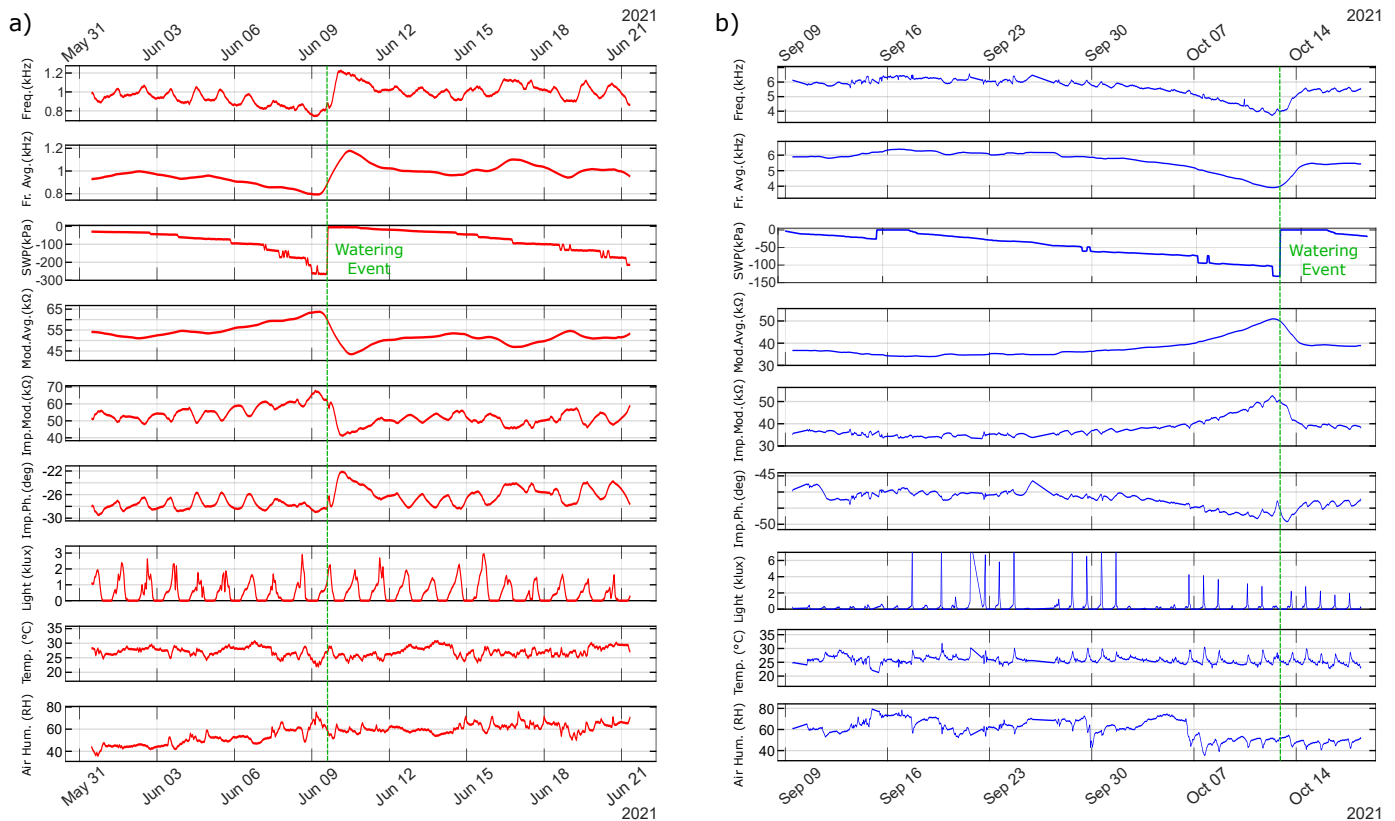 a)
2021
May 31 Jun 03 Jun 06 Jun 09 Jun 12 Jun 15 Jun 18 Jun 21
Freq.(kHz)
1.2
1
0.8
Fr. Avg.(kHz)
1.2
1
0.8
SWP(kPa)
0
-100
-200
-300
Watering
Event
Mod.Avg.(kΩ)
65
55
45
Imp.Mod.(kΩ)
70
60
50
40
Imp.Ph.(deg)
-22
-26
-30
Light (klux)
3
2
1
0
Temp. (°C)
35
30
25
20
Air Hum. (RH)
80
60
40
May 31 Jun 03 Jun 06 Jun 09 Jun 12 Jun 15 Jun 18 Jun 21
2021
b)
2021
Sep 09 Sep 16 Sep 23 Sep 30 Oct 07 Oct 14
Freq.(kHz)
6
5
4
Fr. Avg.(kHz)
6
5
4
SWP(kPa)
0
-50
-100
-150
Watering
Event
Mod.Avg.(kΩ)
50
40
30
Imp.Mod.(kΩ)
50
40
30
Imp.Ph.(deg)
-45
-50
Light (klux)
6
4
2
0
Temp. (°C)
35
30
25
20
Air Hum. (RH)
80
60
40
Sep 09 Sep 16 Sep 23 Sep 30 Oct 07 Oct 14
2021